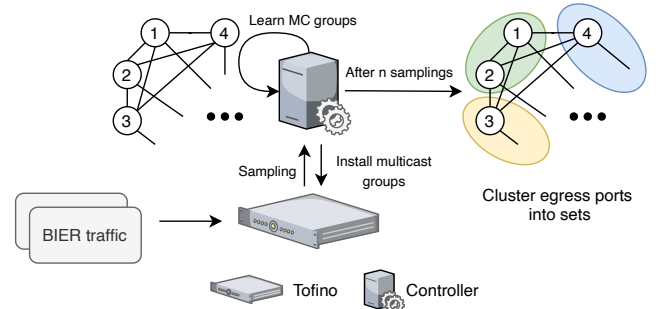 Learn MC groups
1
4
2
3
After n samplings
1
4
2
3
Sampling
Install multicast
groups
Cluster egress ports
into sets
BIER traffic
Tofino
Controller